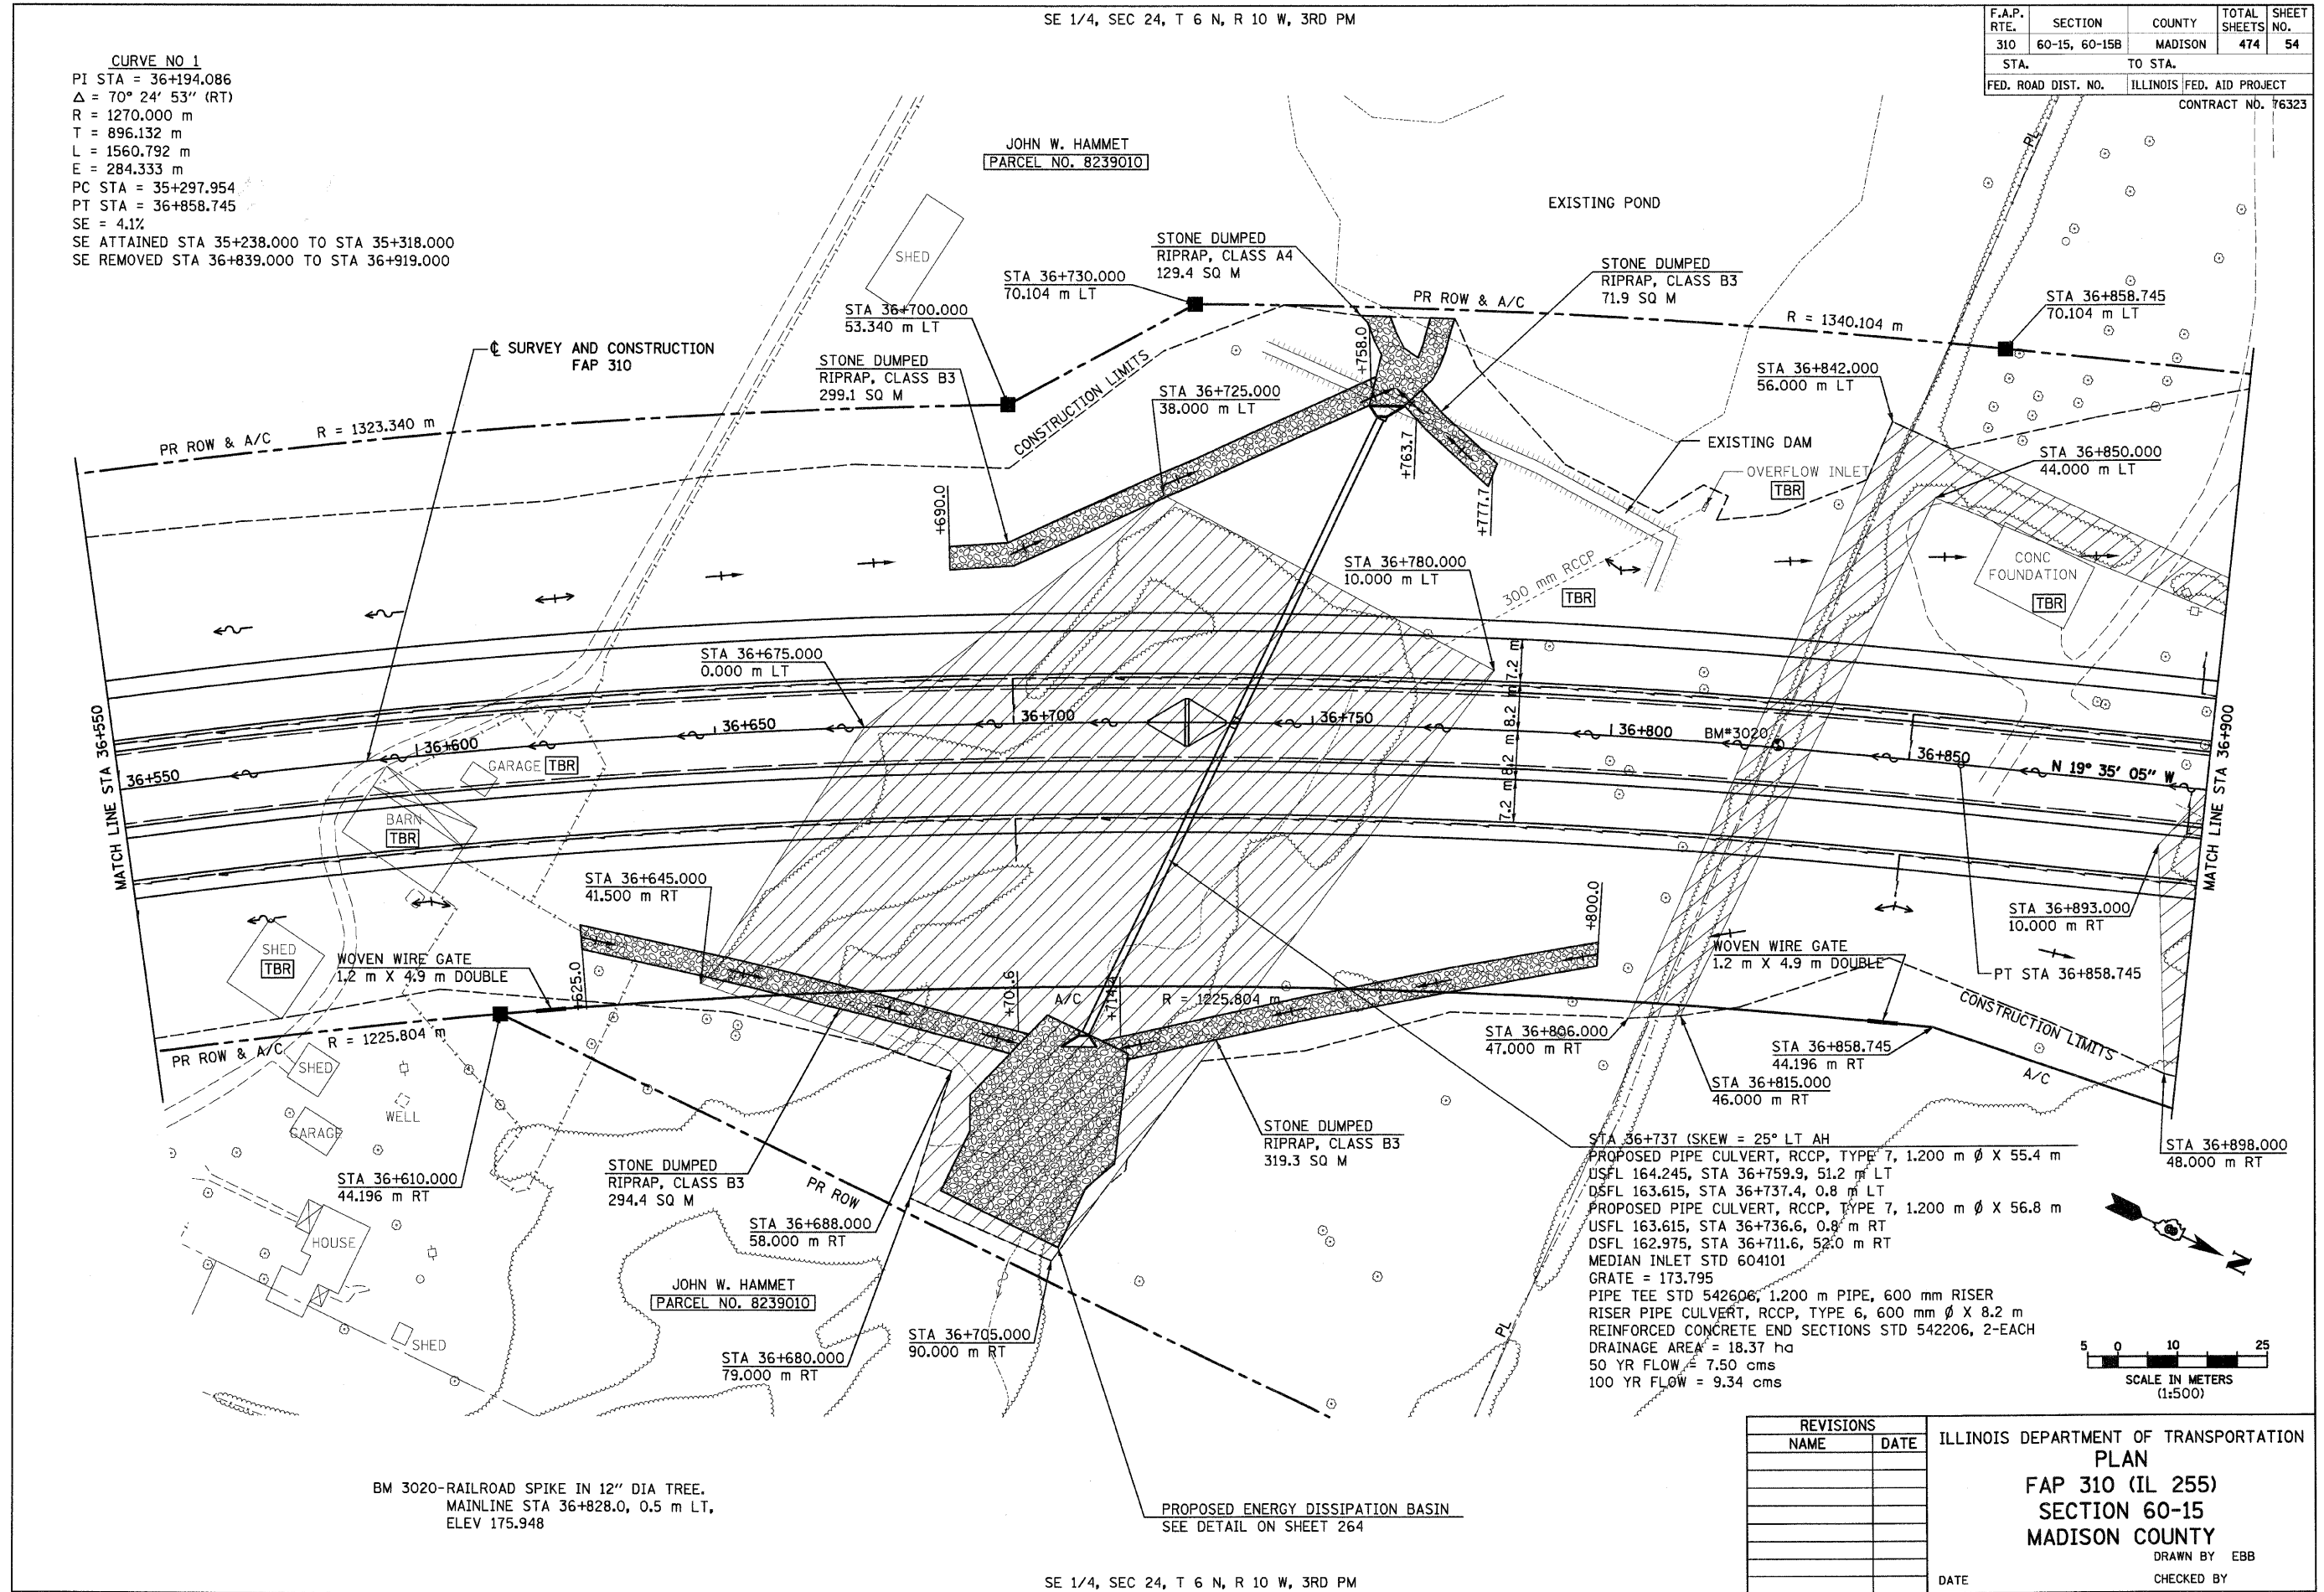 SE 1/4, SEC 24, T 6 N, R 10 W, 3RD PM
F.A.P. RTE.
SECTION
COUNTY
TOTAL SHEETS
SHEET NO.
310
60-15, 60-15B
MADISON
474
54
STA.
TO STA.
FED. ROAD DIST. NO.
ILLINOIS
FED. AID PROJECT
CONTRACT NO. 76323
CURVE NO 1
PI STA = 36+194.086
Δ = 70° 24' 53" (RT)
R = 1270.000 m
T = 896.132 m
L = 1560.792 m
E = 284.333 m
PC STA = 35+297.954
PT STA = 36+858.745
SE = 4.1%
SE ATTAINED STA 35+238.000 TO STA 35+318.000
SE REMOVED STA 36+839.000 TO STA 36+919.000
JOHN W. HAMMET
PARCEL NO. 8239010
EXISTING POND
PL
SHED
STONE DUMPED
RIPRAP, CLASS A4
129.4 SQ M
STONE DUMPED
RIPRAP, CLASS B3
71.9 SQ M
STA 36+730.000
70.104 m LT
STA 36+700.000
53.340 m LT
PR ROW & A/C
R = 1340.104 m
STA 36+858.745
70.104 m LT
℄ SURVEY AND CONSTRUCTION
FAP 310
STONE DUMPED
RIPRAP, CLASS B3
299.1 SQ M
CONSTRUCTION LIMITS
STA 36+725.000
38.000 m LT
+758.0
STA 36+842.000
56.000 m LT
PR ROW & A/C
R = 1323.340 m
+763.7
EXISTING DAM
OVERFLOW INLET
TBR
STA 36+850.000
44.000 m LT
+690.0
+777.7
STA 36+780.000
10.000 m LT
300 mm RCCP
TBR
CONC
FOUNDATION
TBR
STA 36+675.000
0.000 m LT
7.2 m
8.2 m
8.2 m
7.2 m
MATCH LINE STA 36+550
36+550
36+600
36+650
36+700
36+750
36+800
BM#3020
36+850
N 19° 35' 05" W
MATCH LINE STA 36+900
GARAGE
TBR
BARN
TBR
STA 36+645.000
41.500 m RT
+800.0
STA 36+893.000
10.000 m RT
SHED
TBR
WOVEN WIRE GATE
1.2 m X 4.9 m DOUBLE
+625.0
+701.6
A/C
R = 1225.804 m
WOVEN WIRE GATE
1.2 m X 4.9 m DOUBLE
PT STA 36+858.745
CONSTRUCTION LIMITS
PR ROW & A/C
R = 1225.804 m
STA 36+806.000
47.000 m RT
STA 36+858.745
44.196 m RT
A/C
STA 36+815.000
46.000 m RT
SHED
WELL
GARAGE
STA 36+610.000
44.196 m RT
STONE DUMPED
RIPRAP, CLASS B3
294.4 SQ M
PR ROW
STONE DUMPED
RIPRAP, CLASS B3
319.3 SQ M
STA 36+898.000
48.000 m RT
STA 36+688.000
58.000 m RT
HOUSE
JOHN W. HAMMET
PARCEL NO. 8239010
SHED
STA 36+680.000
79.000 m RT
STA 36+705.000
90.000 m RT
PL
STA 36+737 (SKEW = 25° LT AH
PROPOSED PIPE CULVERT, RCCP, TYPE 7, 1.200 m Ø X 55.4 m
USFL 164.245, STA 36+759.9, 51.2 m LT
DSFL 163.615, STA 36+737.4, 0.8 m LT
PROPOSED PIPE CULVERT, RCCP, TYPE 7, 1.200 m Ø X 56.8 m
USFL 163.615, STA 36+736.6, 0.8 m RT
DSFL 162.975, STA 36+711.6, 52.0 m RT
MEDIAN INLET STD 604101
GRATE = 173.795
PIPE TEE STD 542606, 1.200 m PIPE, 600 mm RISER
RISER PIPE CULVERT, RCCP, TYPE 6, 600 mm Ø X 8.2 m
REINFORCED CONCRETE END SECTIONS STD 542206, 2-EACH
DRAINAGE AREA = 18.37 ha
50 YR FLOW = 7.50 cms
100 YR FLOW = 9.34 cms
N
5 0 10 25
SCALE IN METERS
(1:500)
BM 3020-RAILROAD SPIKE IN 12" DIA TREE.
MAINLINE STA 36+828.0, 0.5 m LT,
ELEV 175.948
PROPOSED ENERGY DISSIPATION BASIN
SEE DETAIL ON SHEET 264
REVISIONS
NAME
DATE
ILLINOIS DEPARTMENT OF TRANSPORTATION
PLAN
FAP 310 (IL 255)
SECTION 60-15
MADISON COUNTY
DRAWN BY EBB
DATE
CHECKED BY
SE 1/4, SEC 24, T 6 N, R 10 W, 3RD PM